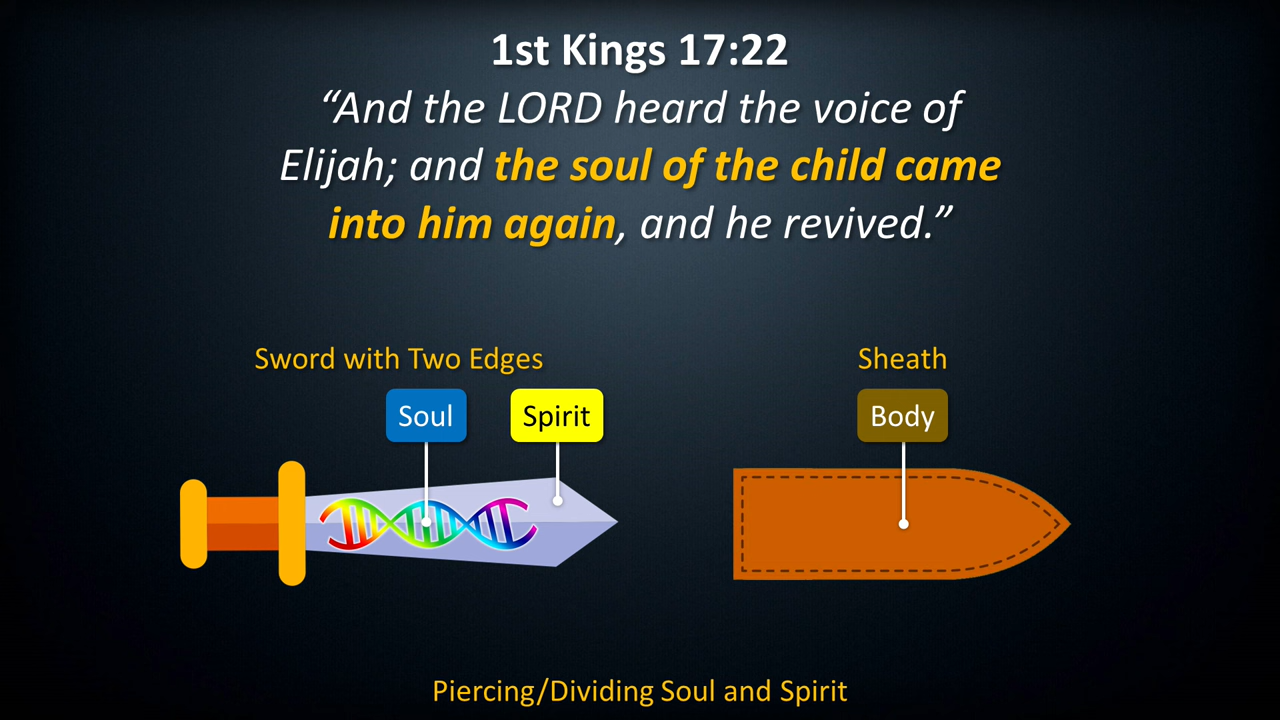 1st Kings 17:22
“And the LORD heard the voice of
Elijah; and the soul of the child came
into him again, and he revived.”
Sword with Two Edges
Sheath
Soul
Spirit
Body
Piercing/Dividing Soul and Spirit